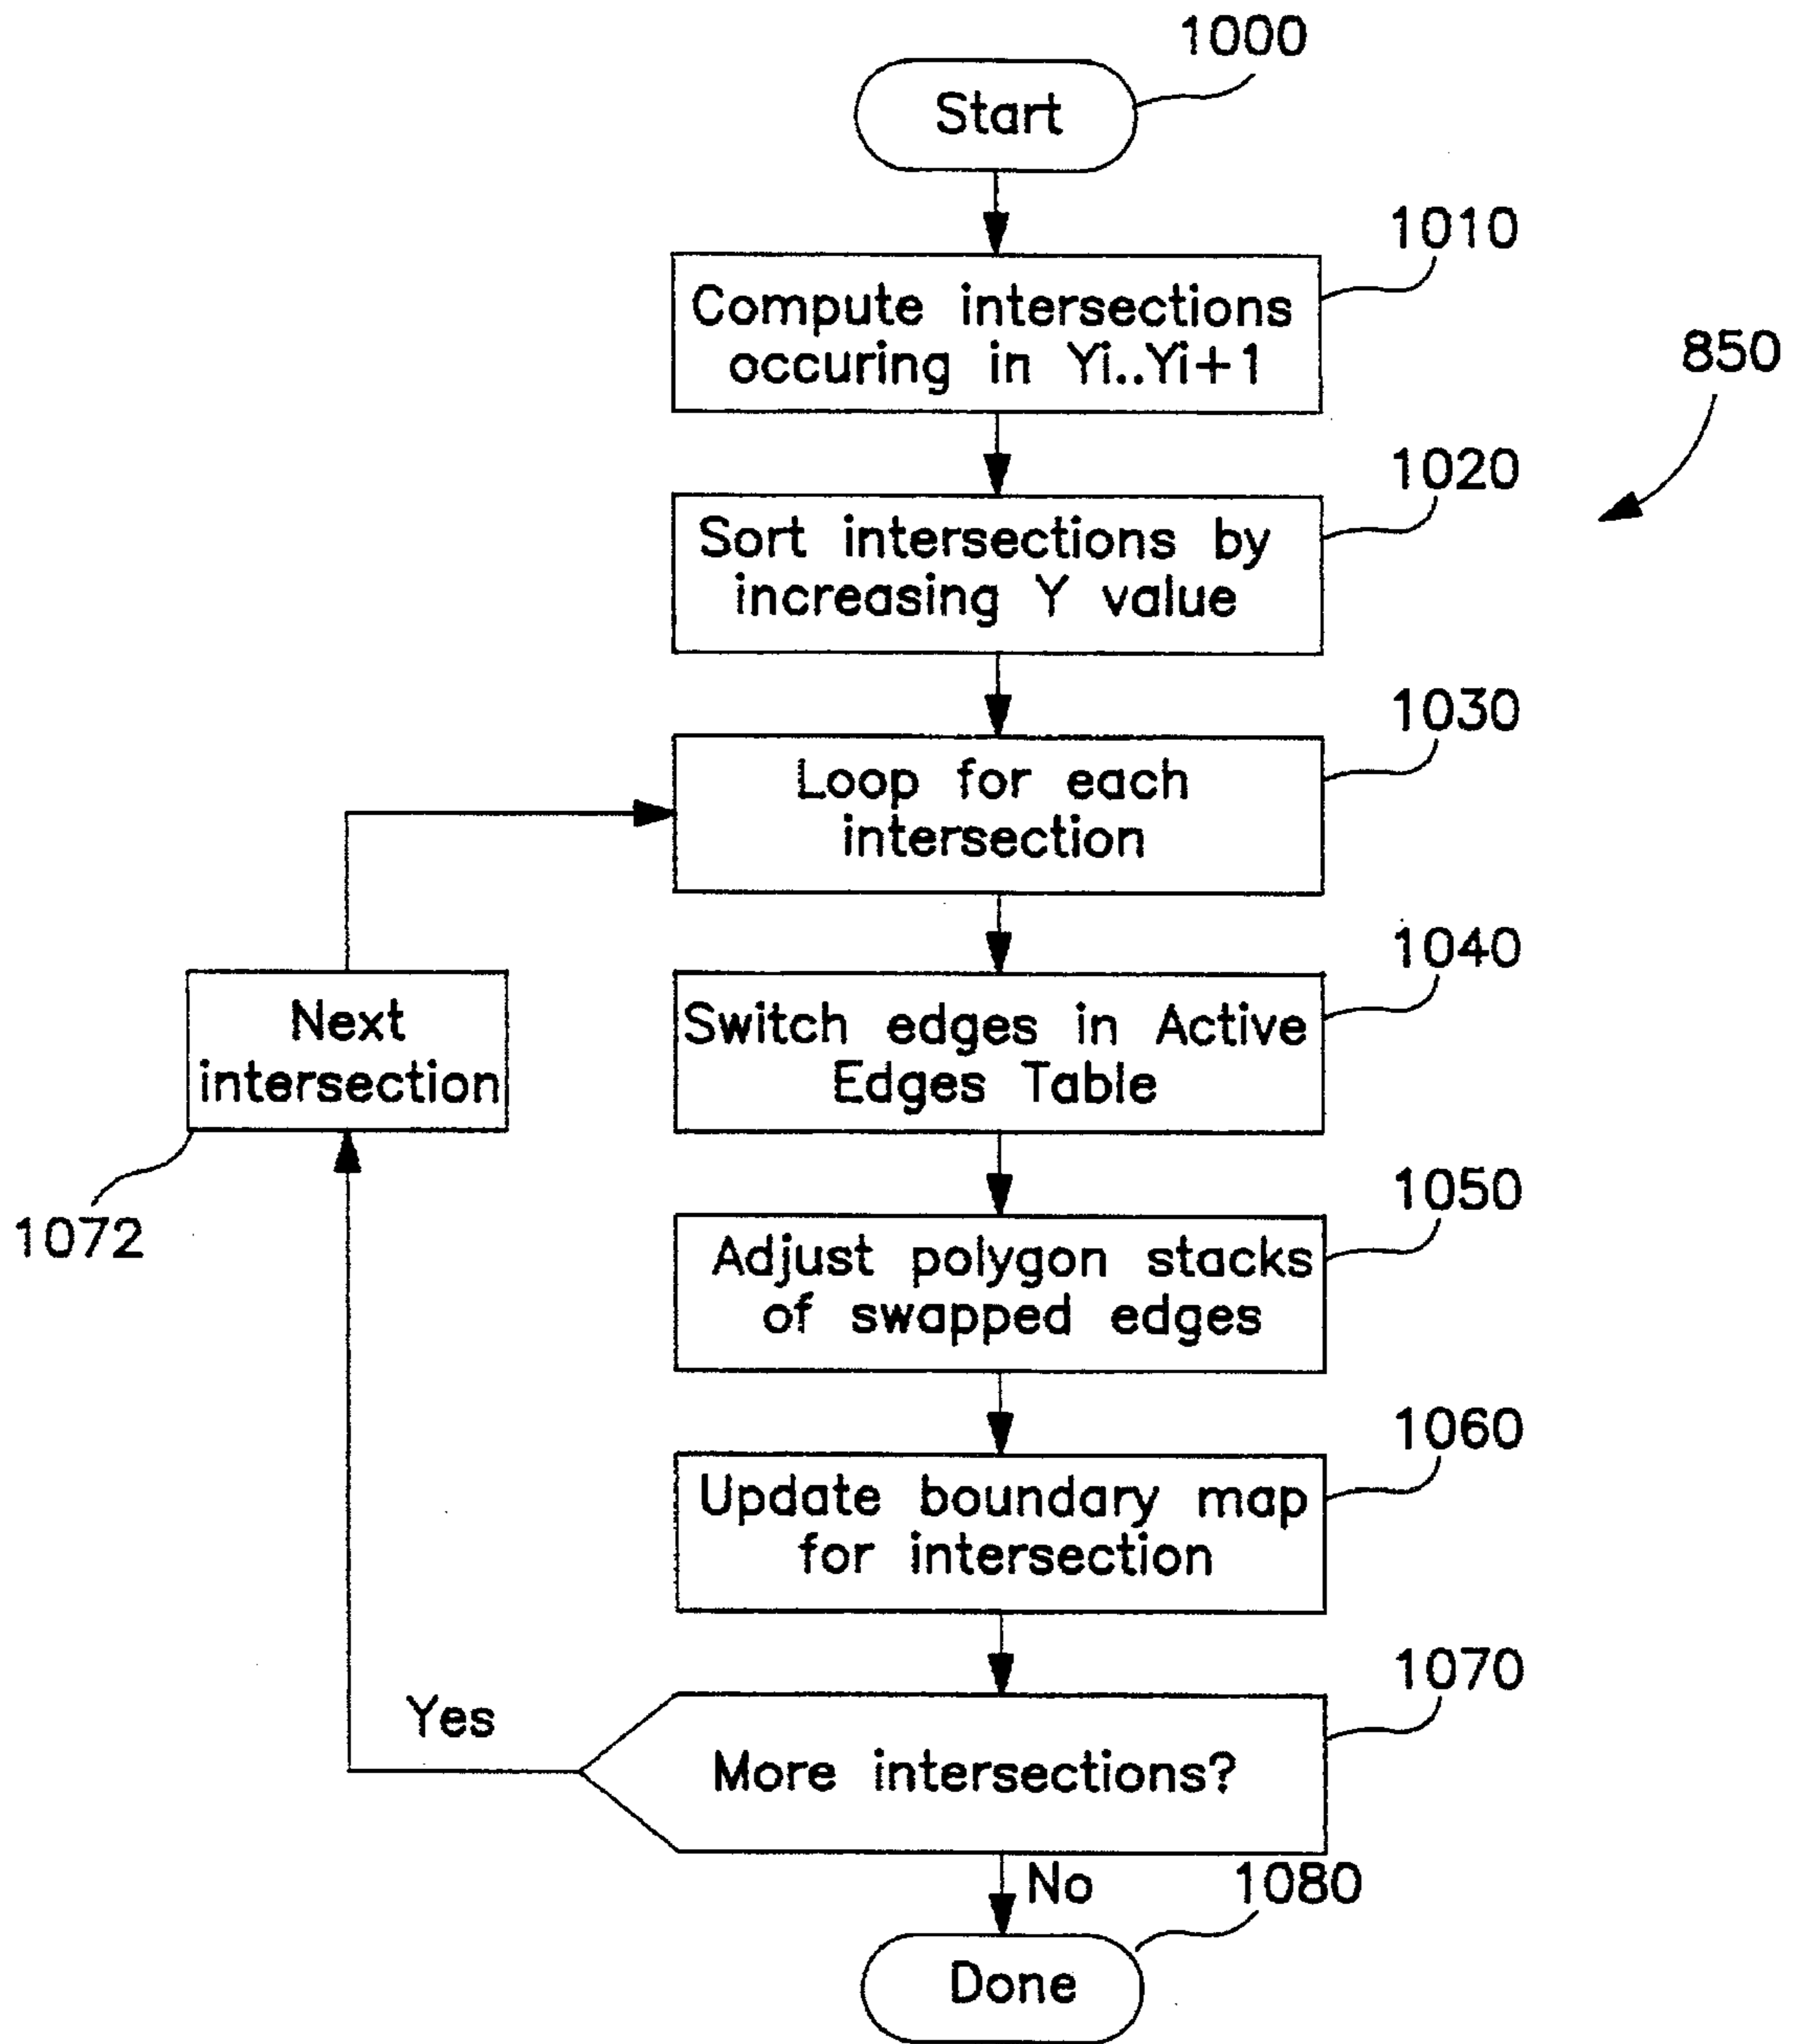 1000
Start
1010
Compute intersections
occuring in Yi..Yi+1
850
1020
Sort intersections by
increasing Y value
1030
Loop for each
intersection
1040
Switch edges in Active
Edges Table
Next
intersection
1072
1050
Adjust polygon stacks
of swapped edges
1060
Update boundary map
for intersection
1070
Yes
More intersections?
No
1080
Done